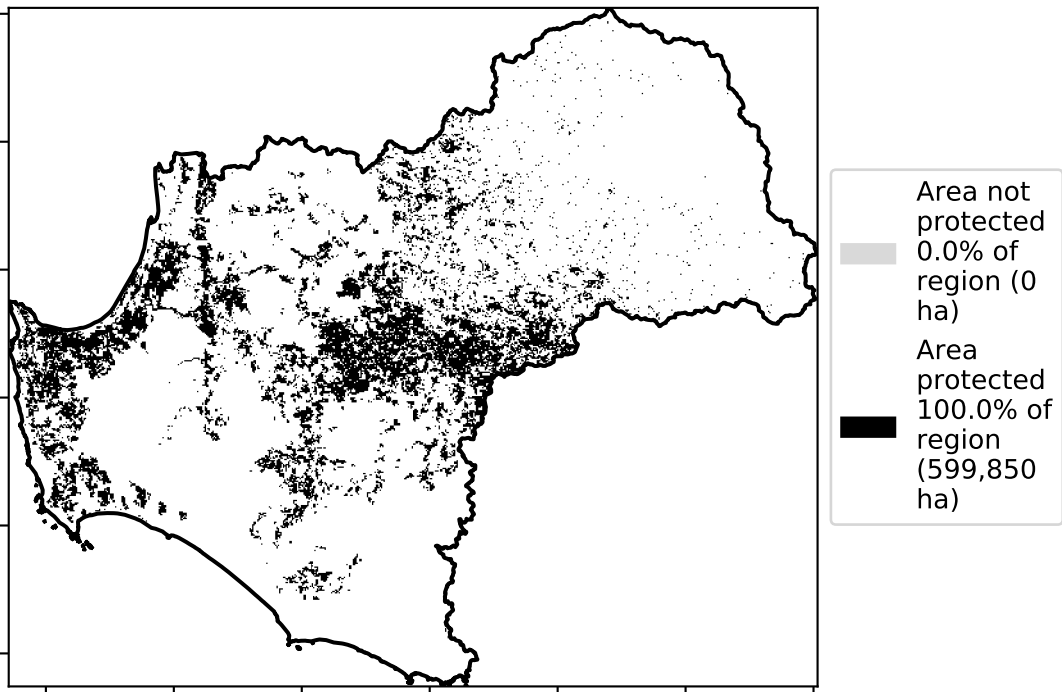 Area not
protected
0.0% of
region (0
ha)
Area
protected
100.0% of
region
(599,850
ha)